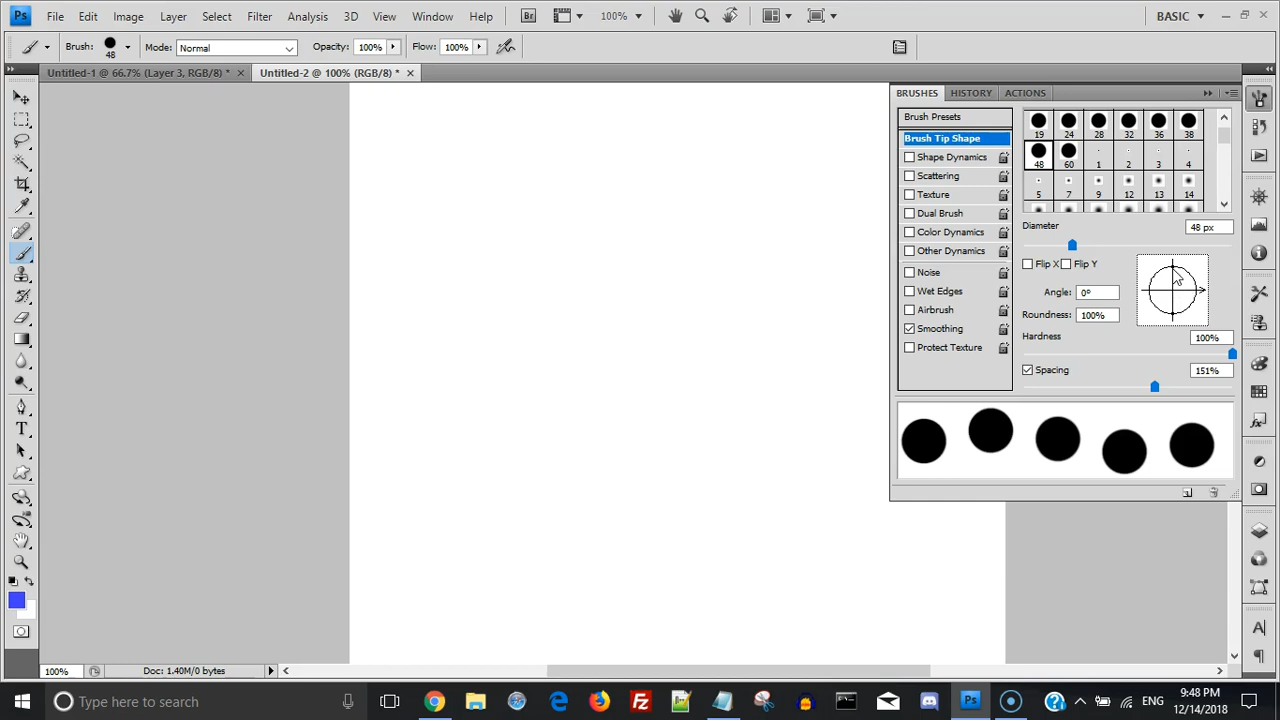 Ps File Edit Image Layer Select Filter Analysis 3D View Window Help Br 100% BASIC
Brush: 48 Mode: Normal Opacity: 100% Flow: 100%
Untitled-1 @ 66.7% (Layer 3, RGB/8) * Untitled-2 @ 100% (RGB/8) *
BRUSHES HISTORY ACTIONS
Brush Presets
Brush Tip Shape
Shape Dynamics
Scattering
Texture
Dual Brush
Color Dynamics
Other Dynamics
Noise
Wet Edges
Airbrush
Smoothing
Protect Texture
19 24 28 32 36 38
48 60 1 2 3 4
5 7 9 12 13 14
Diameter 48 px
Flip X Flip Y
Angle: 0º
Roundness: 100%
Hardness 100%
Spacing 151%
T
A
100% Doc: 1.40M/0 bytes
Type here to search Ps ENG 9:48 PM
12/14/2018